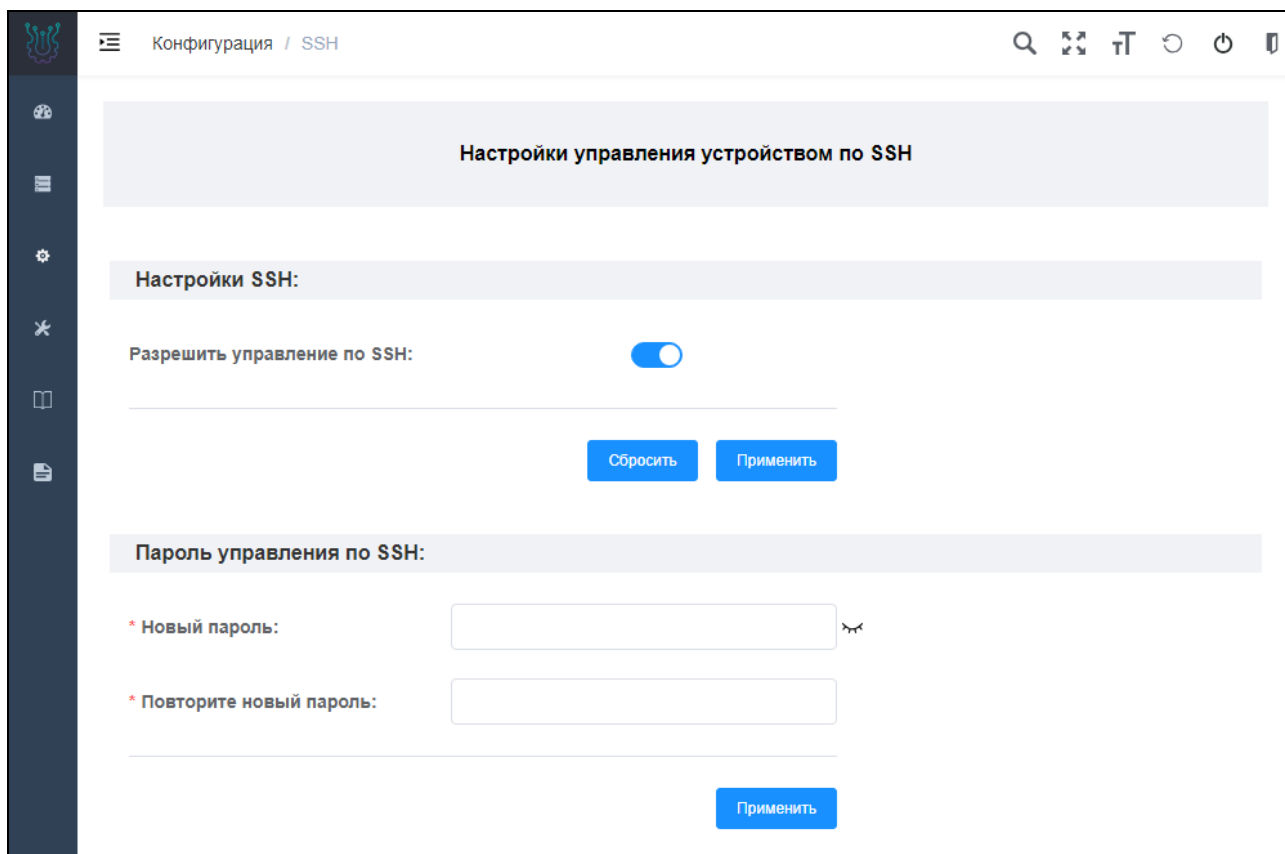 Конфигурация / SSH
Настройки управления устройством по SSH
Настройки SSH:
Разрешить управление по SSH:
Сбросить Применить
Пароль управления по SSH:
* Новый пароль:
* Повторите новый пароль:
Применить